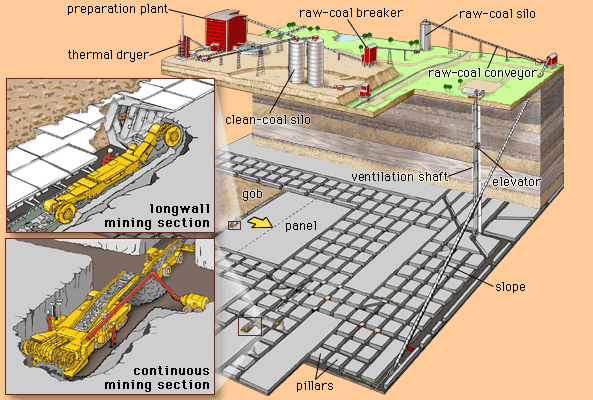 preparation plant
raw-coal breaker
raw-coal silo
thermal dryer
raw-coal conveyor
clean-coal silo
ventilation shaft
elevator
gob
panel
longwall
mining section
slope
continuous
mining section
pillars